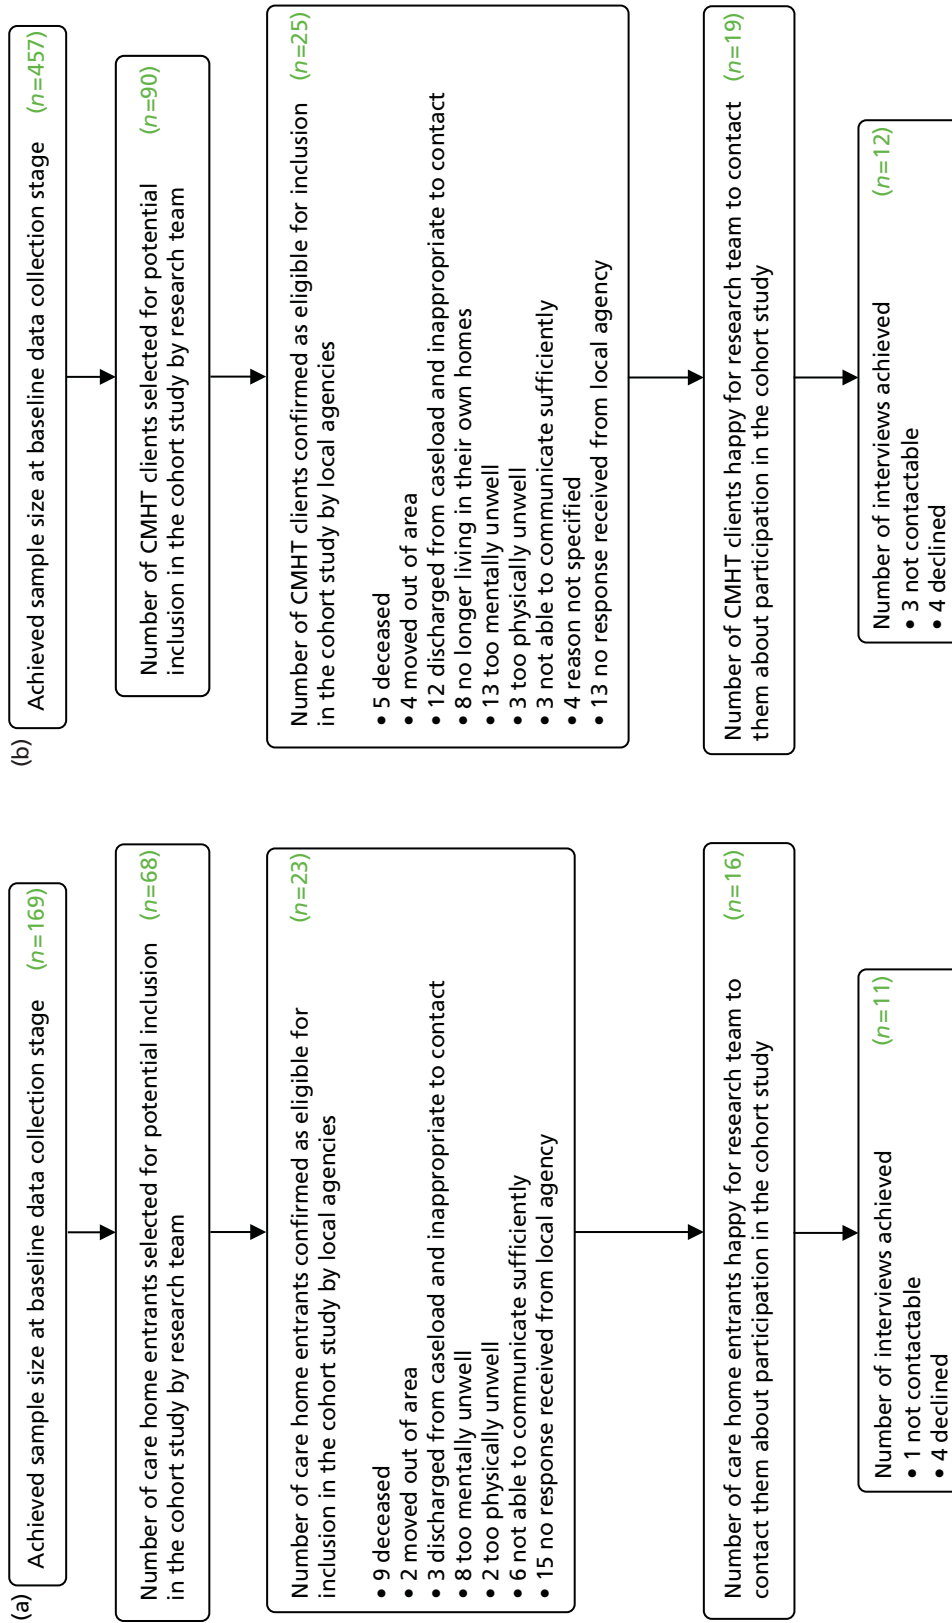 (a)
Achieved sample size at baseline data collection stage (n=169)
Number of care home entrants selected for potential inclusion (n=68)
in the cohort study by research team
Number of care home entrants confirmed as eligible for (n=23)
inclusion in the cohort study by local agencies
• 9 deceased
• 2 moved out of area
• 3 discharged from caseload and inappropriate to contact
• 8 too mentally unwell
• 2 too physically unwell
• 6 not able to communicate sufficiently
• 15 no response received from local agency
Number of care home entrants happy for research team to (n=16)
contact them about participation in the cohort study
Number of interviews achieved (n=11)
• 1 not contactable
• 4 declined
(b)
Achieved sample size at baseline data collection stage (n=457)
Number of CMHT clients selected for potential (n=90)
inclusion in the cohort study by research team
Number of CMHT clients confirmed as eligible for inclusion (n=25)
in the cohort study by local agencies
• 5 deceased
• 4 moved out of area
• 12 discharged from caseload and inappropriate to contact
• 8 no longer living in their own homes
• 13 too mentally unwell
• 3 too physically unwell
• 3 not able to communicate sufficiently
• 4 reason not specified
• 13 no response received from local agency
Number of CMHT clients happy for research team to contact (n=19)
them about participation in the cohort study
Number of interviews achieved (n=12)
• 3 not contactable
• 4 declined